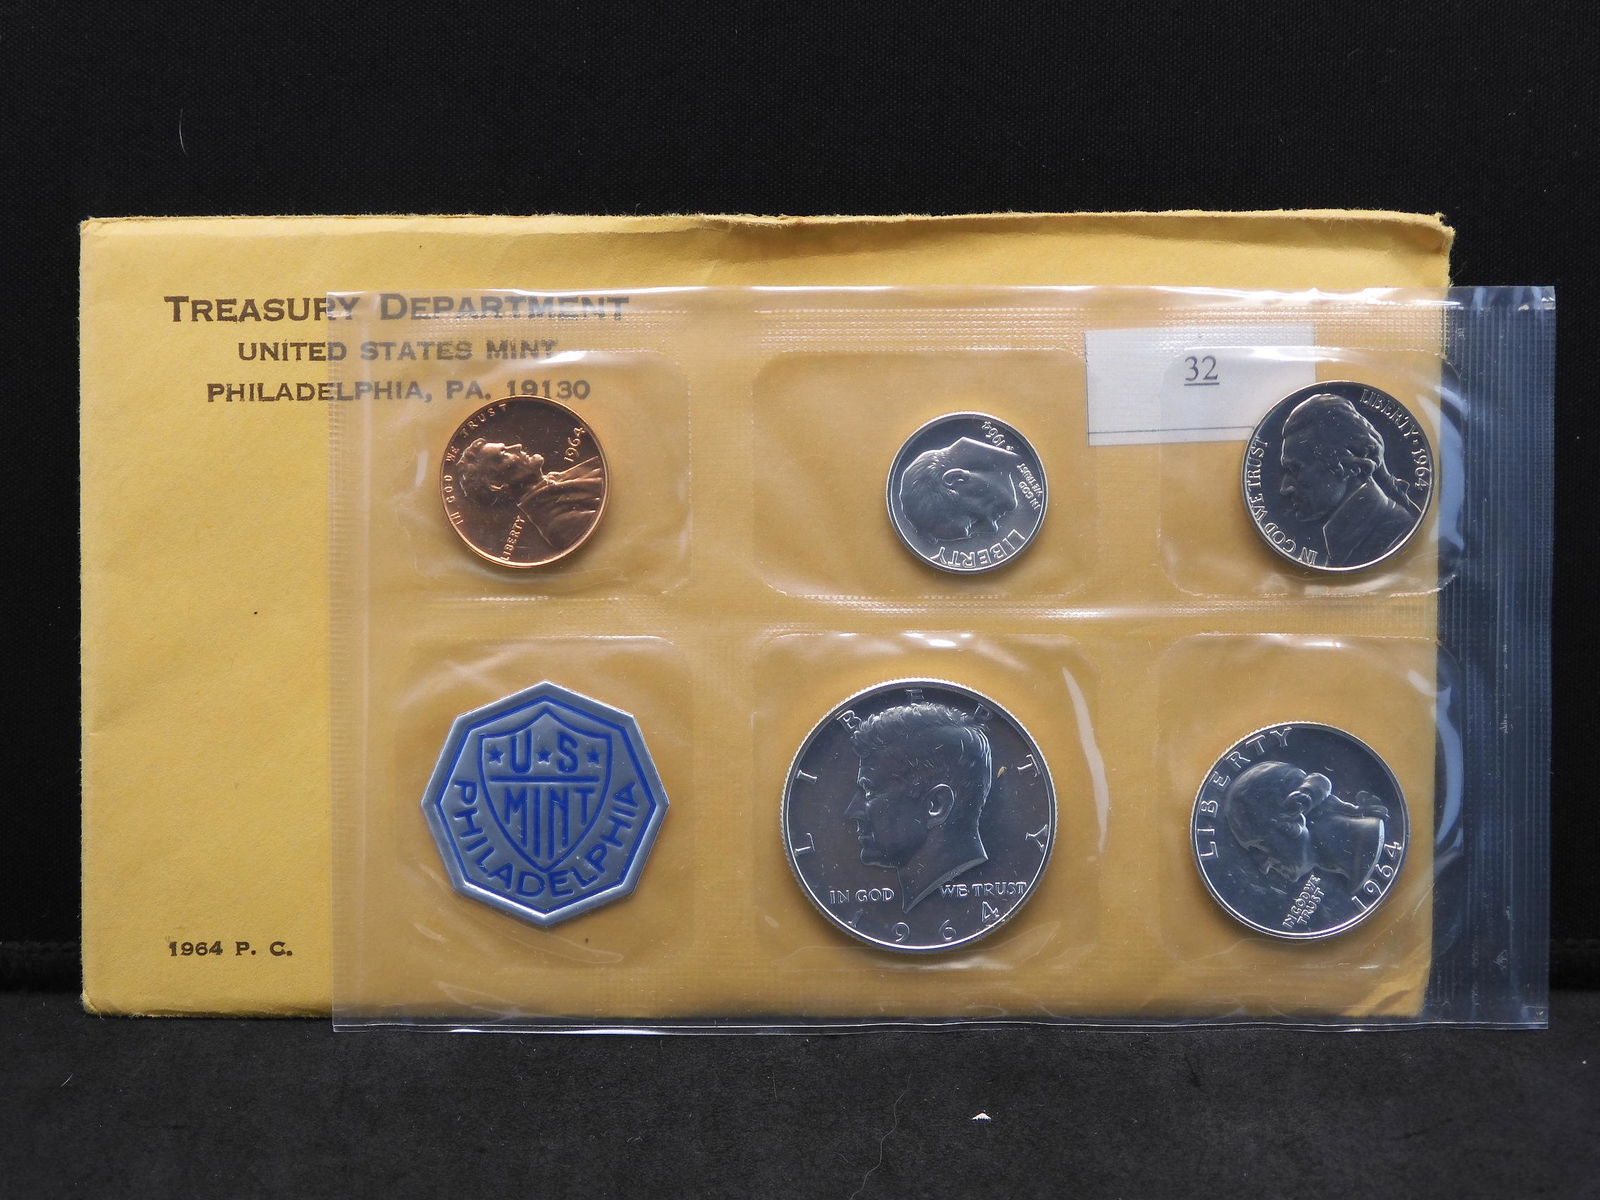 TREASURY DEPARTMENT
UNITED STATES MINT
PHILADELPHIA, PA. 19130
32
IN GOD WE TRUST
LIBERTY
1964
LIBERTY
IN GOD
WE TRUST
1964
IN GOD WE TRUST
LIBERTY · 1964
U★S
MINT
PHILADELPHIA
LIBERTY
IN GOD WE TRUST
1964
LIBERTY
IN GOD WE
TRUST
1964
1964 P. C.